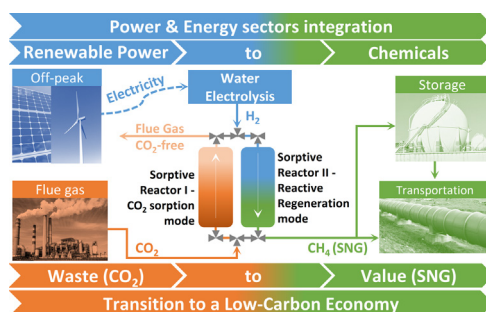 Power & Energy sectors integration
Renewable Power to Chemicals
Off-peak
Electricity
Water
Electrolysis
H₂
Storage
Flue Gas
CO₂-free
Sorptive
Reactor I -
CO₂ sorption
mode
Sorptive
Reactor II -
Reactive
Regeneration
mode
Transportation
Flue gas
CO₂
CH₄ (SNG)
Waste (CO₂) to Value (SNG)
Transition to a Low-Carbon Economy